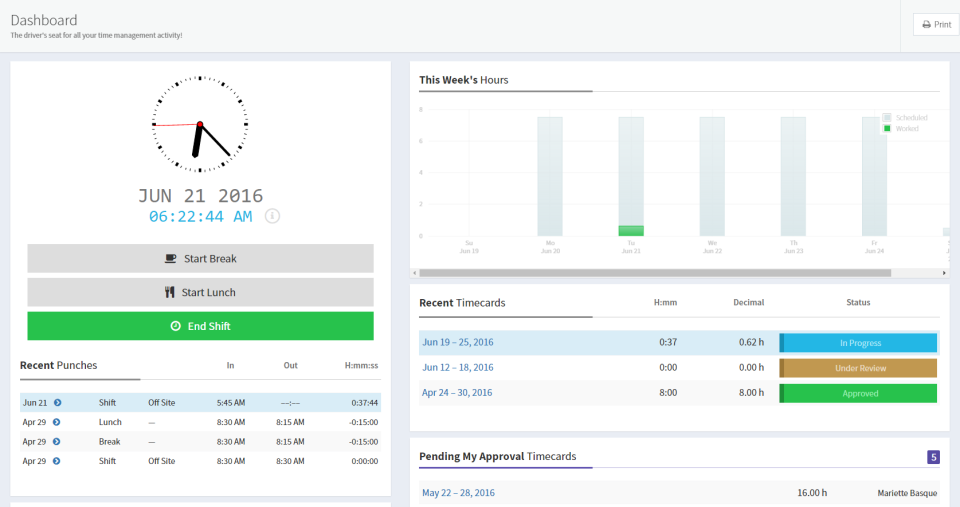 Dashboard
The driver's seat for all your time management activity!
Print
JUN 21 2016
06:22:44 AM
Start Break
Start Lunch
End Shift
Recent Punches In Out H:mm:ss
Jun 21 Shift Off Site 5:45 AM --:-- 0:37:44
Apr 29 Lunch — 8:30 AM 8:15 AM -0:15:00
Apr 29 Break — 8:30 AM 8:15 AM -0:15:00
Apr 29 Shift Off Site 8:30 AM 8:30 AM 0:00:00
This Week's Hours
8
6
4
2
0
Scheduled
Worked
Su Mo Tu We Th Fr
Jun 19 Jun 20 Jun 21 Jun 22 Jun 23 Jun 24
Recent Timecards H:mm Decimal Status
Jun 19 – 25, 2016 0:37 0.62 h In Progress
Jun 12 – 18, 2016 0:00 0.00 h Under Review
Apr 24 – 30, 2016 8:00 8.00 h Approved
Pending My Approval Timecards 5
May 22 – 28, 2016 16.00 h Mariette Basque